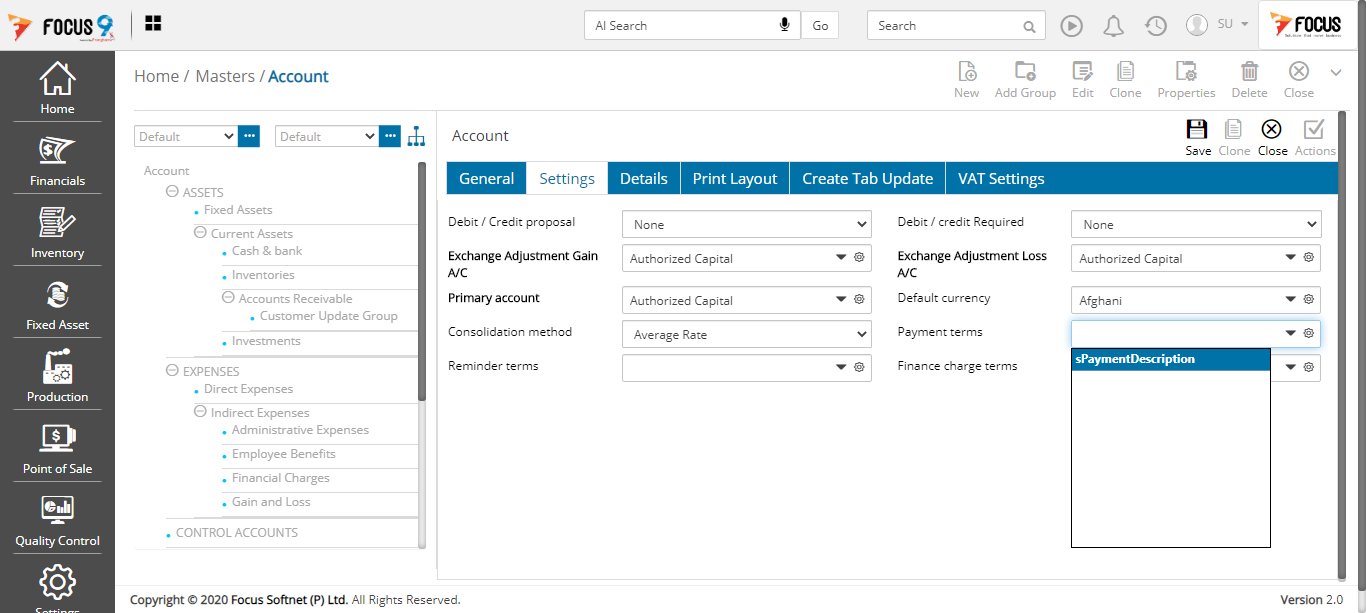 FOCUS 9
AI Search
Go
Search
SU
FOCUS
Home
Financials
Inventory
Fixed Asset
Production
Point of Sale
Quality Control
Settings
Home / Masters / Account
New
Add Group
Edit
Clone
Properties
Delete
Close
Default
Default
Account
ASSETS
Fixed Assets
Current Assets
Cash & bank
Inventories
Accounts Receivable
Customer Update Group
Investments
EXPENSES
Direct Expenses
Indirect Expenses
Administrative Expenses
Employee Benefits
Financial Charges
Gain and Loss
CONTROL ACCOUNTS
Account
Save
Clone
Close
Actions
General
Settings
Details
Print Layout
Create Tab Update
VAT Settings
Debit / Credit proposal
None
Debit / credit Required
None
Exchange Adjustment Gain
A/C
Authorized Capital
Exchange Adjustment Loss
A/C
Authorized Capital
Primary account
Authorized Capital
Default currency
Afghani
Consolidation method
Average Rate
Payment terms
sPaymentDescription
Reminder terms
Finance charge terms
Copyright © 2020 Focus Softnet (P) Ltd. All Rights Reserved.
Version 2.0